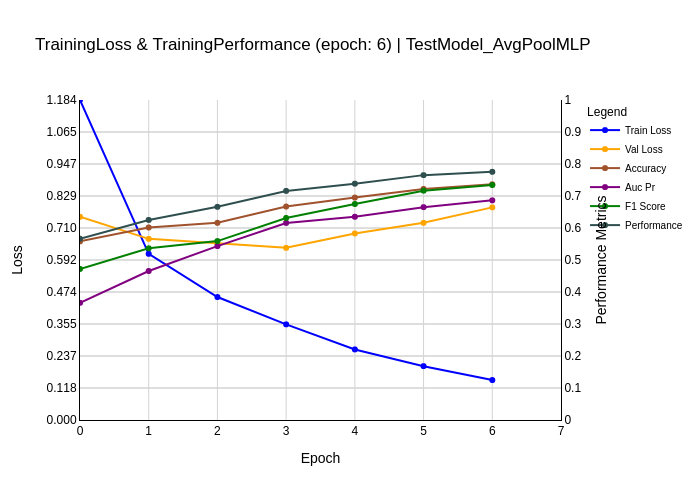 TrainingLoss & TrainingPerformance (epoch: 6) | TestModel_AvgPoolMLP
1.184
1.065
0.947
0.829
0.710
0.592
0.474
0.355
0.237
0.118
0.000
Loss
0
1
2
3
4
5
6
7
Epoch
1
0.9
0.8
0.7
0.6
0.5
0.4
0.3
0.2
0.1
0
Performance Metrics
Legend
Train Loss
Val Loss
Accuracy
Auc Pr
F1 Score
Performance